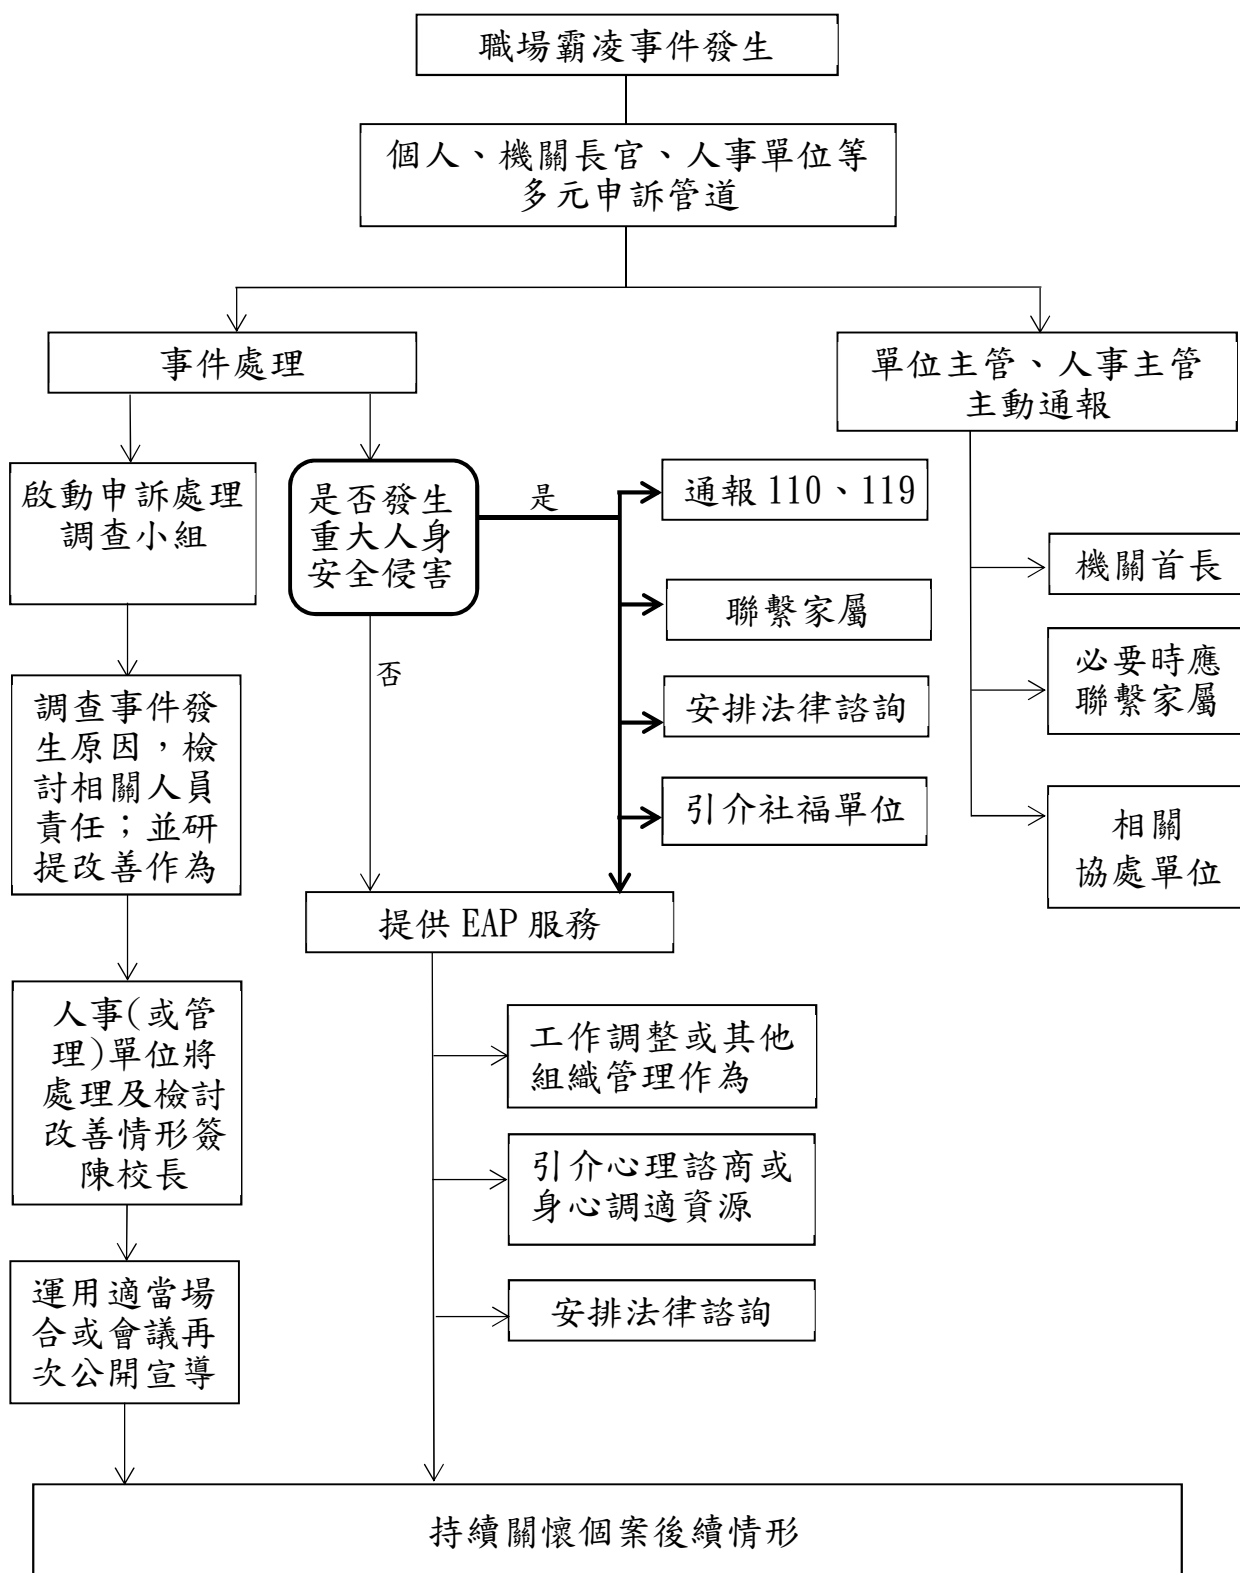 職場霸凌事件發生
個人、機關長官、人事單位等
多元申訴管道
事件處理
單位主管、人事主管
主動通報
啟動申訴處理
調查小組
是否發生
重大人身
安全侵害
是
否
通報 110、119
聯繫家屬
安排法律諮詢
引介社福單位
機關首長
必要時應
聯繫家屬
相關
協處單位
調查事件發
生原因，檢
討相關人員
責任；並研
提改善作為
提供 EAP 服務
人事(或管
理)單位將
處理及檢討
改善情形簽
陳校長
工作調整或其他
組織管理作為
引介心理諮商或
身心調適資源
安排法律諮詢
運用適當場
合或會議再
次公開宣導
持續關懷個案後續情形